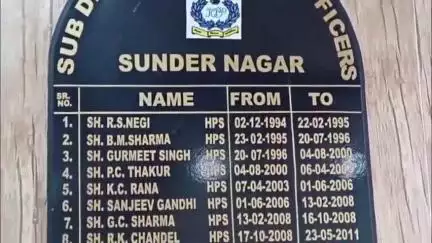 SUB DI OFFICERS
SUNDER NAGAR
SR. NO. NAME FROM TO
1. SH. R.S.NEGI HPS 02-12-1994 22-02-1995
2. SH. B.M.SHARMA HPS 23-02-1995 20-07-1996
3. SH. GURMEET SINGH HPS 20-07-1996 04-08-2000
4. SH. P.C. THAKUR HPS 04-08-2000 06-04-
5. SH. K.C. RANA HPS 07-04-2003 01-06-2006
6. SH. SANJEEV GANDHI HPS 01-06-2006 13-02-2008
7. SH. G.C. SHARMA HPS 13-02-2008 16-10-2008
8. SH. R.K. CHANDEL HPS 17-10-2008 23-05-2011